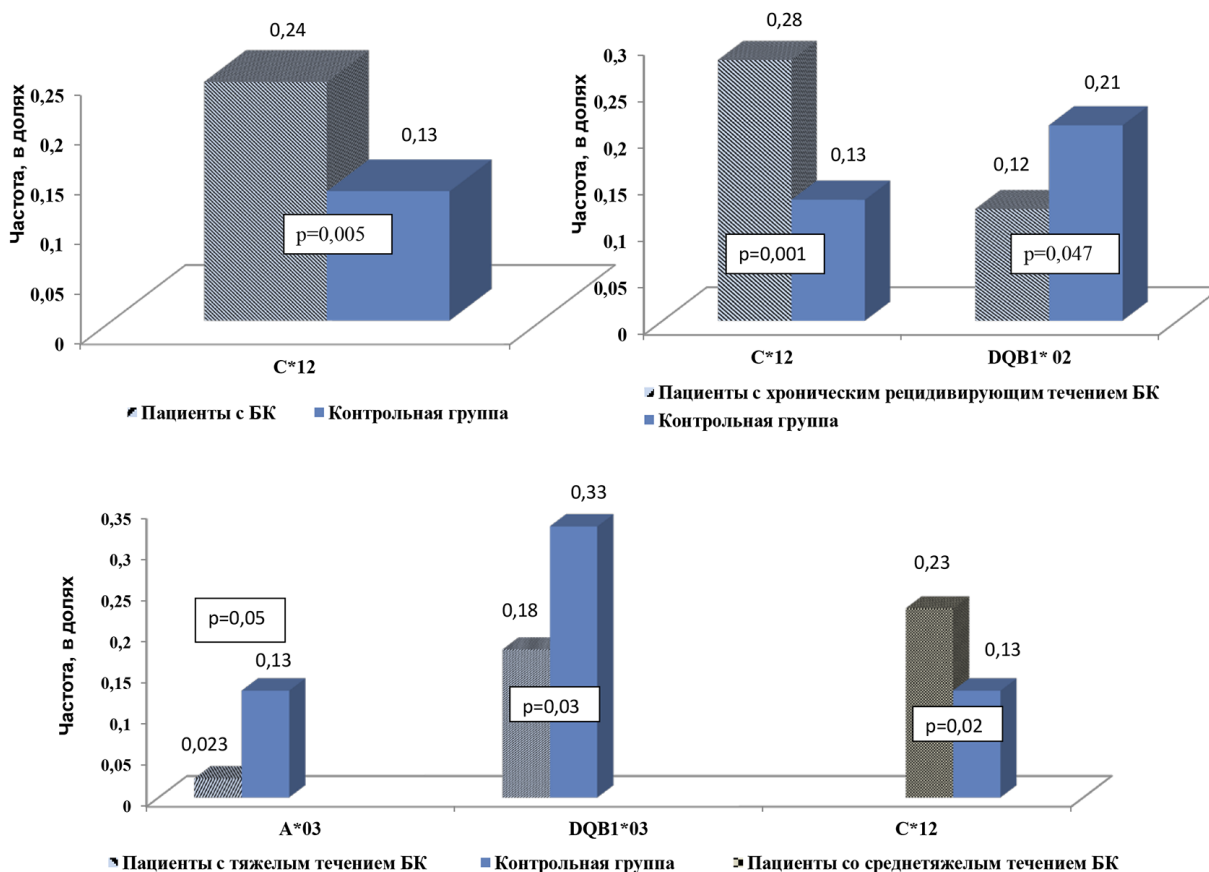 0,24
0,13
0,25
0,2
0,15
0,1
0,05
0
Частота, в долях
p=0,005
C*12
Пациенты с БК
Контрольная группа
0,28
0,13
0,12
0,21
0,3
0,25
0,2
0,15
0,1
0,05
0
Частота, в долях
p=0,001
p=0,047
C*12
DQB1* 02
Пациенты с хроническим рецидивирующим течением БК
Контрольная группа
0,023
0,13
0,18
0,33
0,23
0,13
0,35
0,3
0,25
0,2
0,15
0,1
0,05
0
Частота, в долях
p=0,05
p=0,03
p=0,02
A*03
DQB1*03
C*12
Пациенты с тяжелым течением БК
Контрольная группа
Пациенты со среднетяжелым течением БК